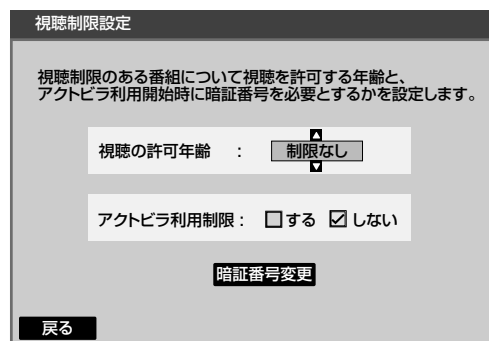 視聴制限設定
視聴制限のある番組について視聴を許可する年齢と、
アクトビラ利用開始時に暗証番号を必要とするかを設定します。
視聴の許可年齢 : 制限なし
アクトビラ利用制限 : する しない
暗証番号変更
戻る